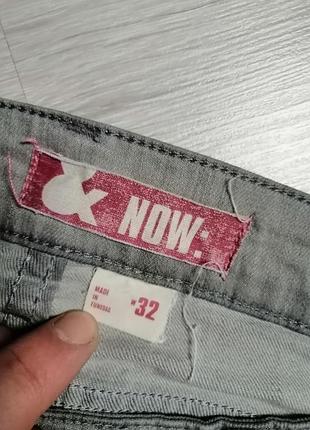 & NOW:
MADE
IN
TUNISIA
*32